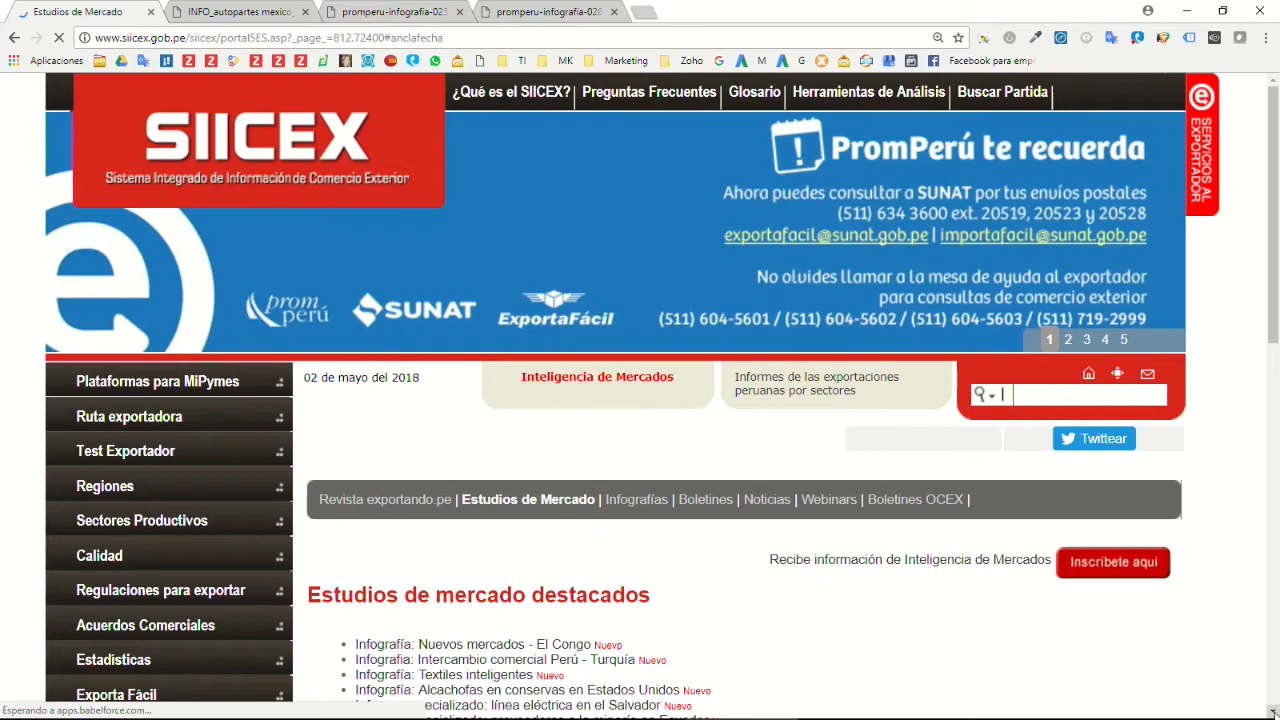 Estudios de Mercado
INFO_autopartes mexico_
promperu-infografia-025
promperu-infografia-028
www.siicex.gob.pe/siicex/portal5ES.asp?_page_=812.72400#anclafecha
Aplicaciones
TI
MK
Marketing
Zoho
M
Facebook para emp
SIICEX
Sistema Integrado de Información de Comercio Exterior
¿Qué es el SIICEX?| Preguntas Frecuentes | Glosario | Herramientas de Análisis | Buscar Partida |
SERVICIOS AL EXPORTADOR
PromPerú te recuerda
Ahora puedes consultar a SUNAT por tus envíos postales
(511) 634 3600 ext. 20519, 20523 y 20528
exportafacil@sunat.gob.pe | importafacil@sunat.gob.pe
No olvides llamar a la mesa de ayuda al exportador
para consultas de comercio exterior
(511) 604-5601 / (511) 604-5602 / (511) 604-5603 / (511) 719-2999
prom perú
SUNAT
ExportaFácil
1 2 3 4 5
Plataformas para MiPymes
Ruta exportadora
Test Exportador
Regiones
Sectores Productivos
Calidad
Regulaciones para exportar
Acuerdos Comerciales
Estadísticas
Exporta Fácil
02 de mayo del 2018
Inteligencia de Mercados
Informes de las exportaciones
peruanas por sectores
Twittear
Revista exportando.pe | Estudios de Mercado | Infografías | Boletines | Noticias | Webinars | Boletines OCEX |
Recibe información de Inteligencia de Mercados
Inscribete aqui
Estudios de mercado destacados
Infografía: Nuevos mercados - El Congo Nuevp
Infografia: Intercambio comercial Perú - Turquía Nuevo
Infografía: Textiles inteligentes Nuevo
Infografía: Alcachofas en conservas en Estados Unidos Nuevo
ecializado: línea eléctrica en el Salvador Nuevo
Esperando a apps.babelforce.com...